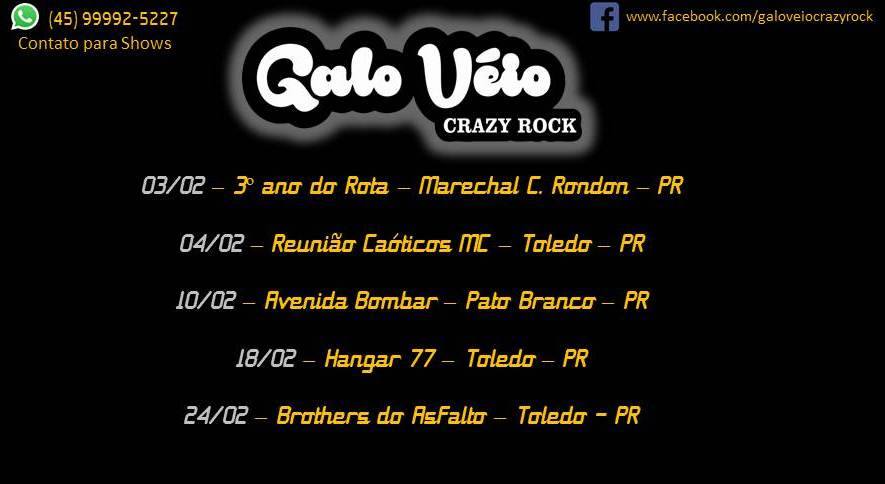 (45) 99992-5227
Contato para Shows
www.facebook.com/galoveiocrazyrock
Galo Véio
CRAZY ROCK
03/02 – 3º ano do Rota – Marechal C. Rondon – PR
04/02 – Reunião Caóticos MC – Toledo – PR
10/02 – Avenida Bombar – Pato Branco – PR
18/02 – Hangar 77 – Toledo – PR
24/02 – Brothers do Asfalto – Toledo – PR